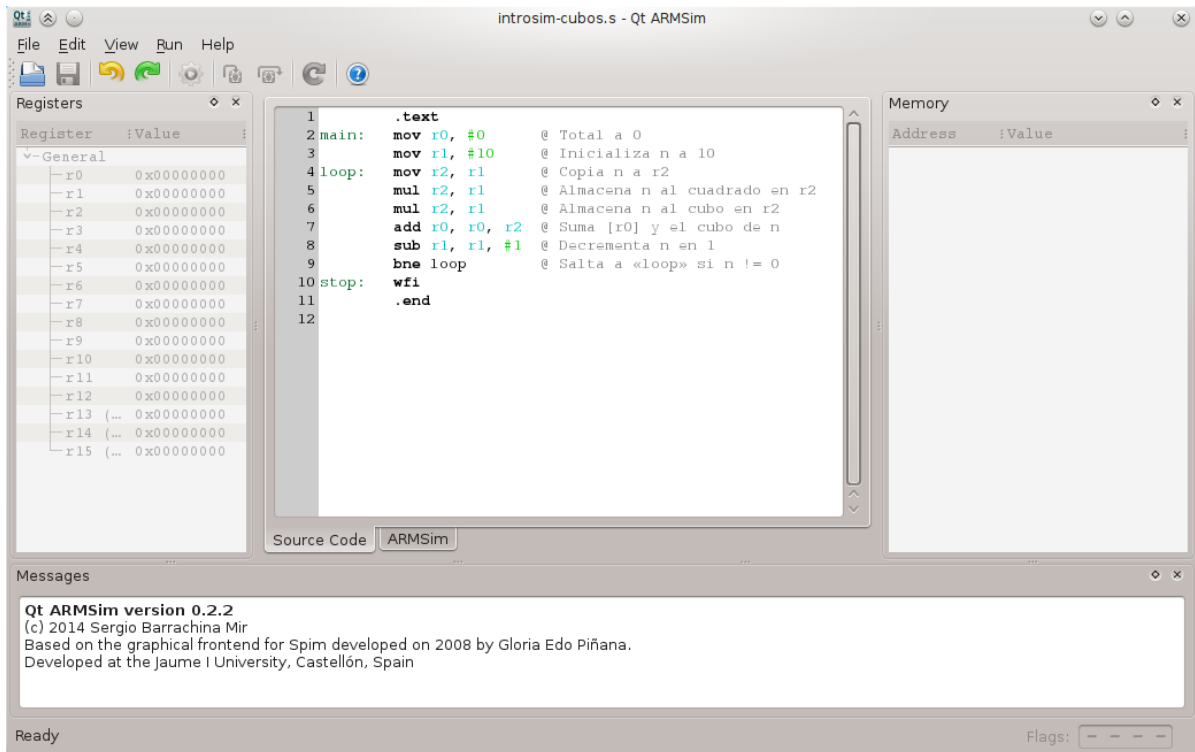 introsim-cubos.s - Qt ARMSim
File Edit View Run Help
Registers
Register Value
General
r0 0x00000000
r1 0x00000000
r2 0x00000000
r3 0x00000000
r4 0x00000000
r5 0x00000000
r6 0x00000000
r7 0x00000000
r8 0x00000000
r9 0x00000000
r10 0x00000000
r11 0x00000000
r12 0x00000000
r13 (... 0x00000000
r14 (... 0x00000000
r15 (... 0x00000000
1 .text
2 main: mov r0, #0 @ Total a 0
3 mov r1, #10 @ Inicializa n a 10
4 loop: mov r2, r1 @ Copia n a r2
5 mul r2, r1 @ Almacena n al cuadrado en r2
6 mul r2, r1 @ Almacena n al cubo en r2
7 add r0, r0, r2 @ Suma [r0] y el cubo de n
8 sub r1, r1, #1 @ Decrementa n en 1
9 bne loop @ Salta a «loop» si n != 0
10 stop: wfi
11 .end
12
Source Code ARMSim
Memory
Address Value
Messages
Qt ARMSim version 0.2.2
(c) 2014 Sergio Barrachina Mir
Based on the graphical frontend for Spim developed on 2008 by Gloria Edo Piñana.
Developed at the Jaume I University, Castellón, Spain
Ready Flags: - - - -